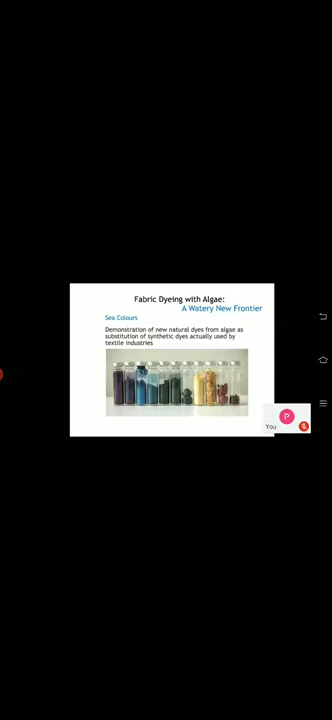 Fabric Dyeing with Algae:
A Watery New Frontier
Sea Colours
Demonstration of new natural dyes from algae as
substitution of synthetic dyes actually used by
textile industries
P
You